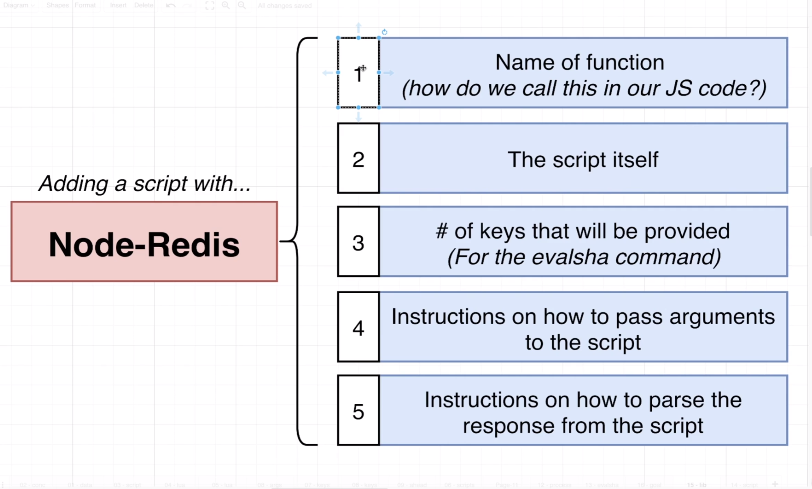 Diagram Shapes Format Insert Delete All changes saved
Adding a script with...
Node-Redis
1
Name of function
(how do we call this in our JS code?)
2
The script itself
3
# of keys that will be provided
(For the evalsha command)
4
Instructions on how to pass arguments
to the script
5
Instructions on how to parse the
response from the script